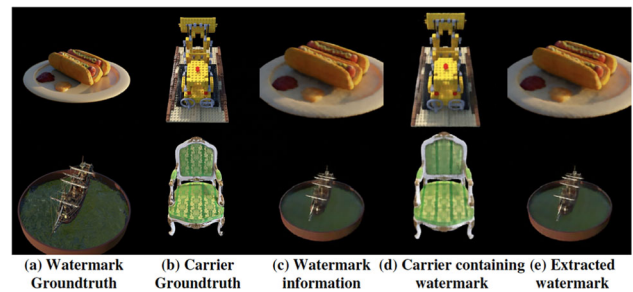 (a) Watermark Groundtruth
(b) Carrier Groundtruth
(c) Watermark information
(d) Carrier containing watermark
(e) Extracted watermark